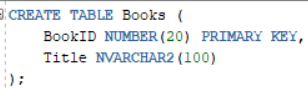 CREATE TABLE Books (
    BookID NUMBER(20) PRIMARY KEY,
    Title NVARCHAR2(100)
);